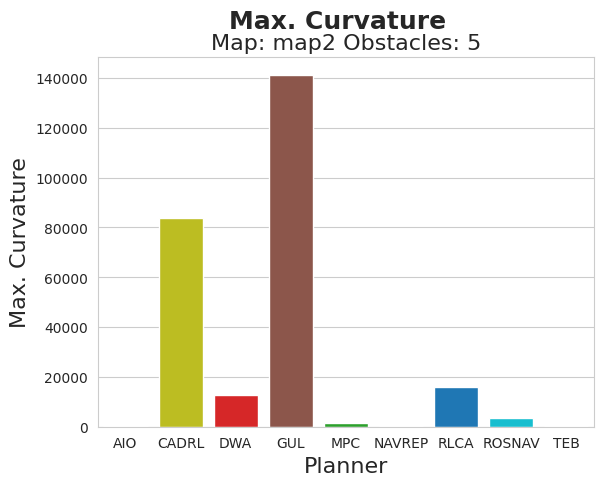 Max. Curvature
Map: map2 Obstacles: 5
Max. Curvature
140000
120000
100000
80000
60000
40000
20000
0
AIO CADRL DWA GUL MPC NAVREP RLCA ROSNAV TEB
Planner